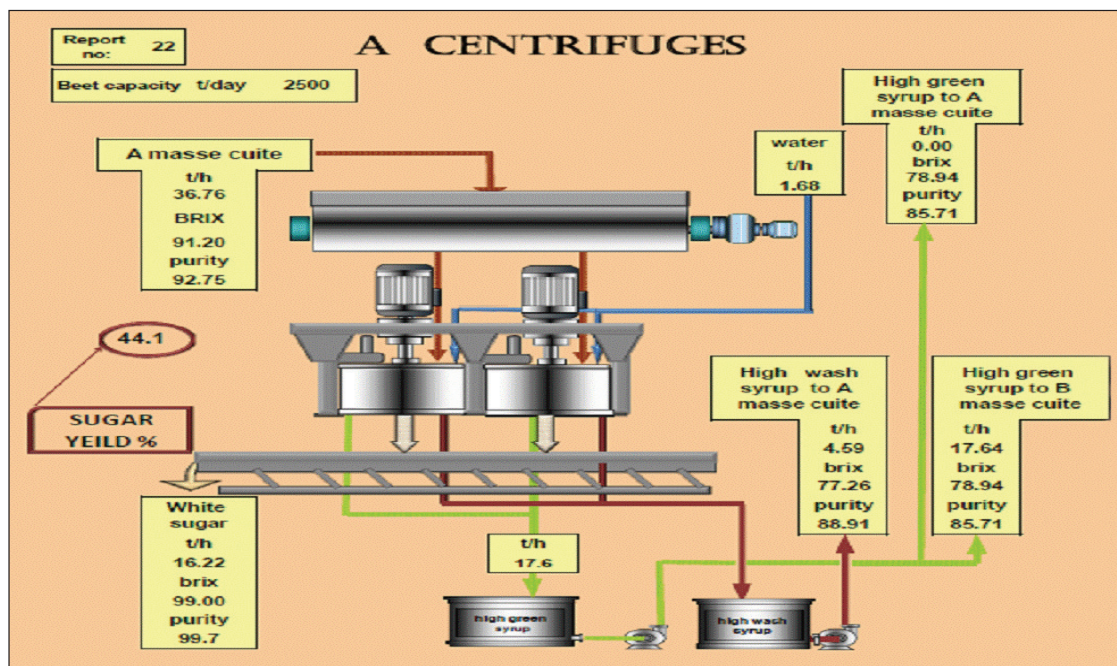 A CENTRIFUGES
Report
no: 22
Beet capacity t/day 2500
High green
syrup to A
masse cuite
t/h
0.00
brix
78.94
purity
85.71
water
t/h
1.68
A masse cuite
t/h
36.76
BRIX
91.20
purity
92.75
44.1
SUGAR
YEILD %
High wash
syrup to A
masse cuite
t/h
4.59
brix
77.26
purity
88.91
High green
syrup to B
masse cuite
t/h
17.64
brix
78.94
purity
85.71
White
sugar
t/h
16.22
brix
99.00
purity
99.7
t/h
17.6
high green
syrup
high wash
syrup